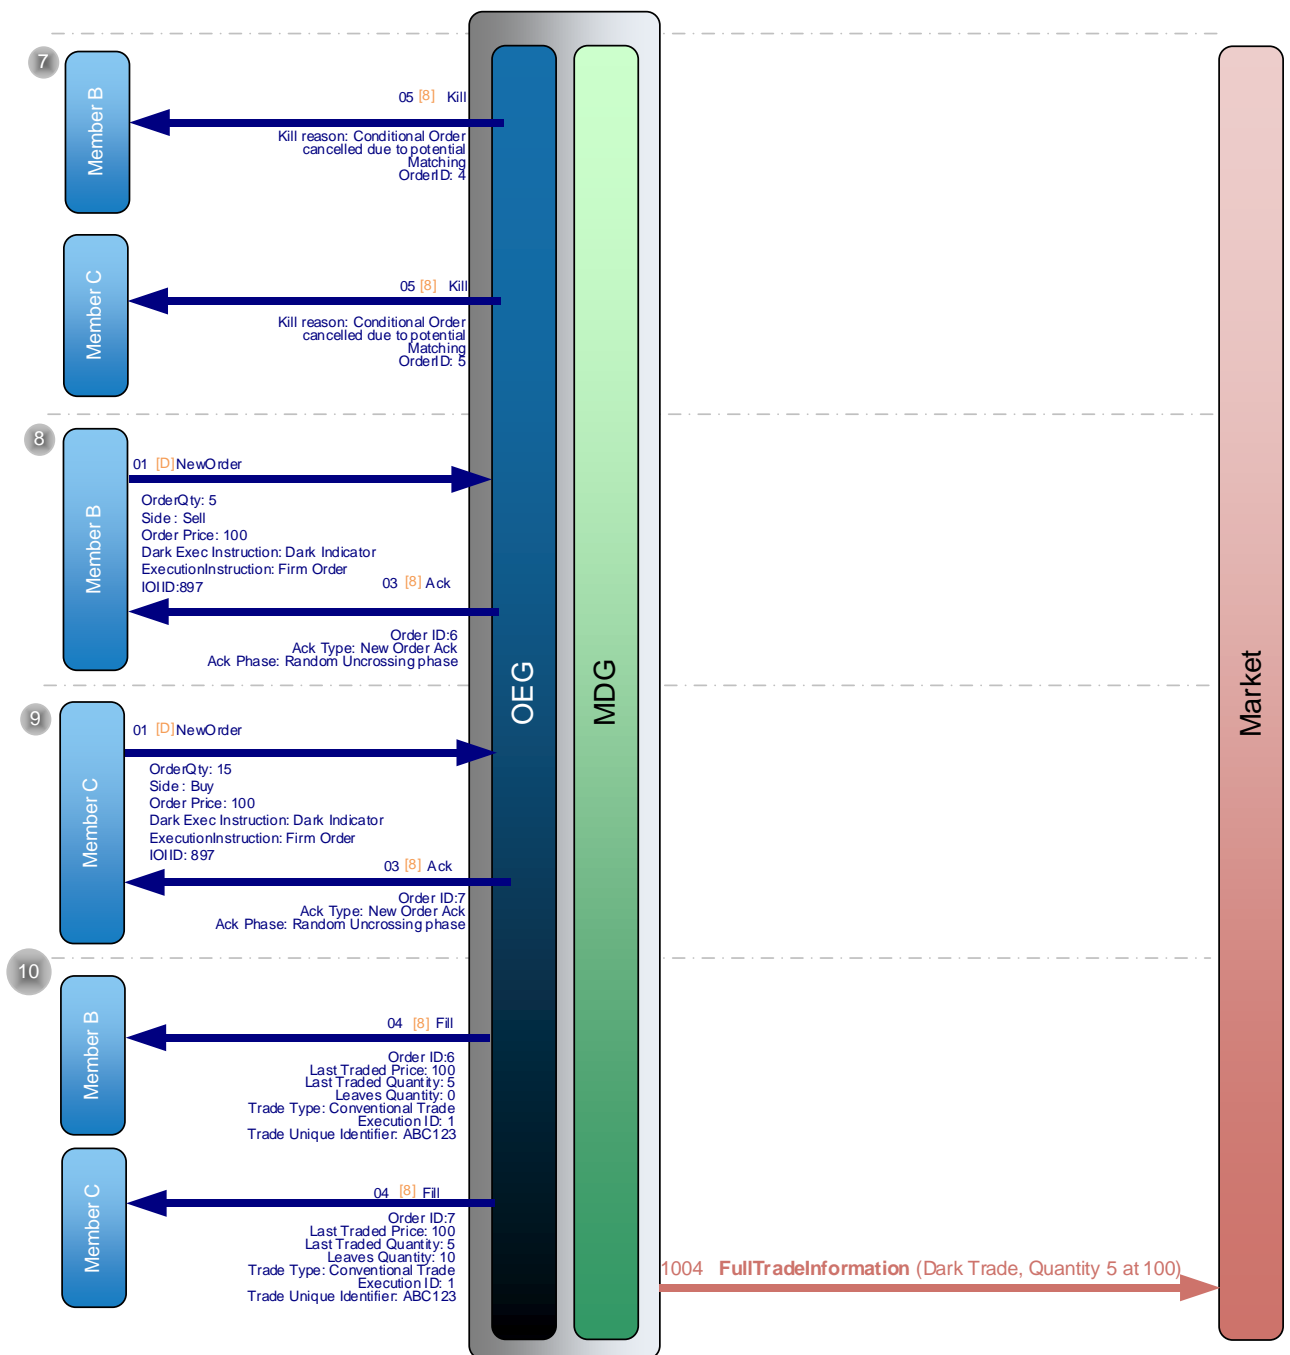 7
Member B
05 [8] Kill
Kill reason: Conditional Order
cancelled due to potential
Matching
OrderID: 4
Member C
05 [8] Kill
Kill reason: Conditional Order
cancelled due to potential
Matching
OrderID: 5
8
Member B
01 [D] NewOrder
OrderQty: 5
Side : Sell
Order Price: 100
Dark Exec Instruction: Dark Indicator
ExecutionInstruction: Firm Order
IOIID:897
03 [8] Ack
Order ID:6
Ack Type: New Order Ack
Ack Phase: Random Uncrossing phase
OEG
MDG
Market
9
Member C
01 [D] NewOrder
OrderQty: 15
Side : Buy
Order Price: 100
Dark Exec Instruction: Dark Indicator
ExecutionInstruction: Firm Order
IOIID: 897
03 [8] Ack
Order ID:7
Ack Type: New Order Ack
Ack Phase: Random Uncrossing phase
10
Member B
04 [8] Fill
Order ID:6
Last Traded Price: 100
Last Traded Quantity: 5
Leaves Quantity: 0
Trade Type: Conventional Trade
Execution ID: 1
Trade Unique Identifier: ABC123
Member C
04 [8] Fill
Order ID:7
Last Traded Price: 100
Last Traded Quantity: 5
Leaves Quantity: 10
Trade Type: Conventional Trade
Execution ID: 1
Trade Unique Identifier: ABC123
1004 FullTradeInformation (Dark Trade, Quantity 5 at 100)